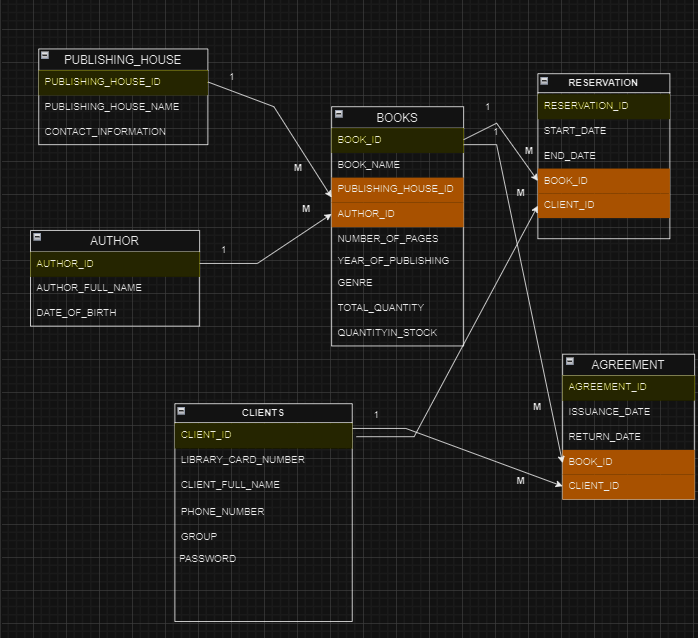 PUBLISHING_HOUSE
PUBLISHING_HOUSE_ID
PUBLISHING_HOUSE_NAME
CONTACT_INFORMATION
1
M
AUTHOR
AUTHOR_ID
AUTHOR_FULL_NAME
DATE_OF_BIRTH
1
M
BOOKS
BOOK_ID
BOOK_NAME
PUBLISHING_HOUSE_ID
AUTHOR_ID
NUMBER_OF_PAGES
YEAR_OF_PUBLISHING
GENRE
TOTAL_QUANTITY
QUANTITYIN_STOCK
1
1
M
M
RESERVATION
RESERVATION_ID
START_DATE
END_DATE
BOOK_ID
CLIENT_ID
CLIENTS
CLIENT_ID
LIBRARY_CARD_NUMBER
CLIENT_FULL_NAME
PHONE_NUMBER
GROUP
PASSWORD
1
M
M
AGREEMENT
AGREEMENT_ID
ISSUANCE_DATE
RETURN_DATE
BOOK_ID
CLIENT_ID